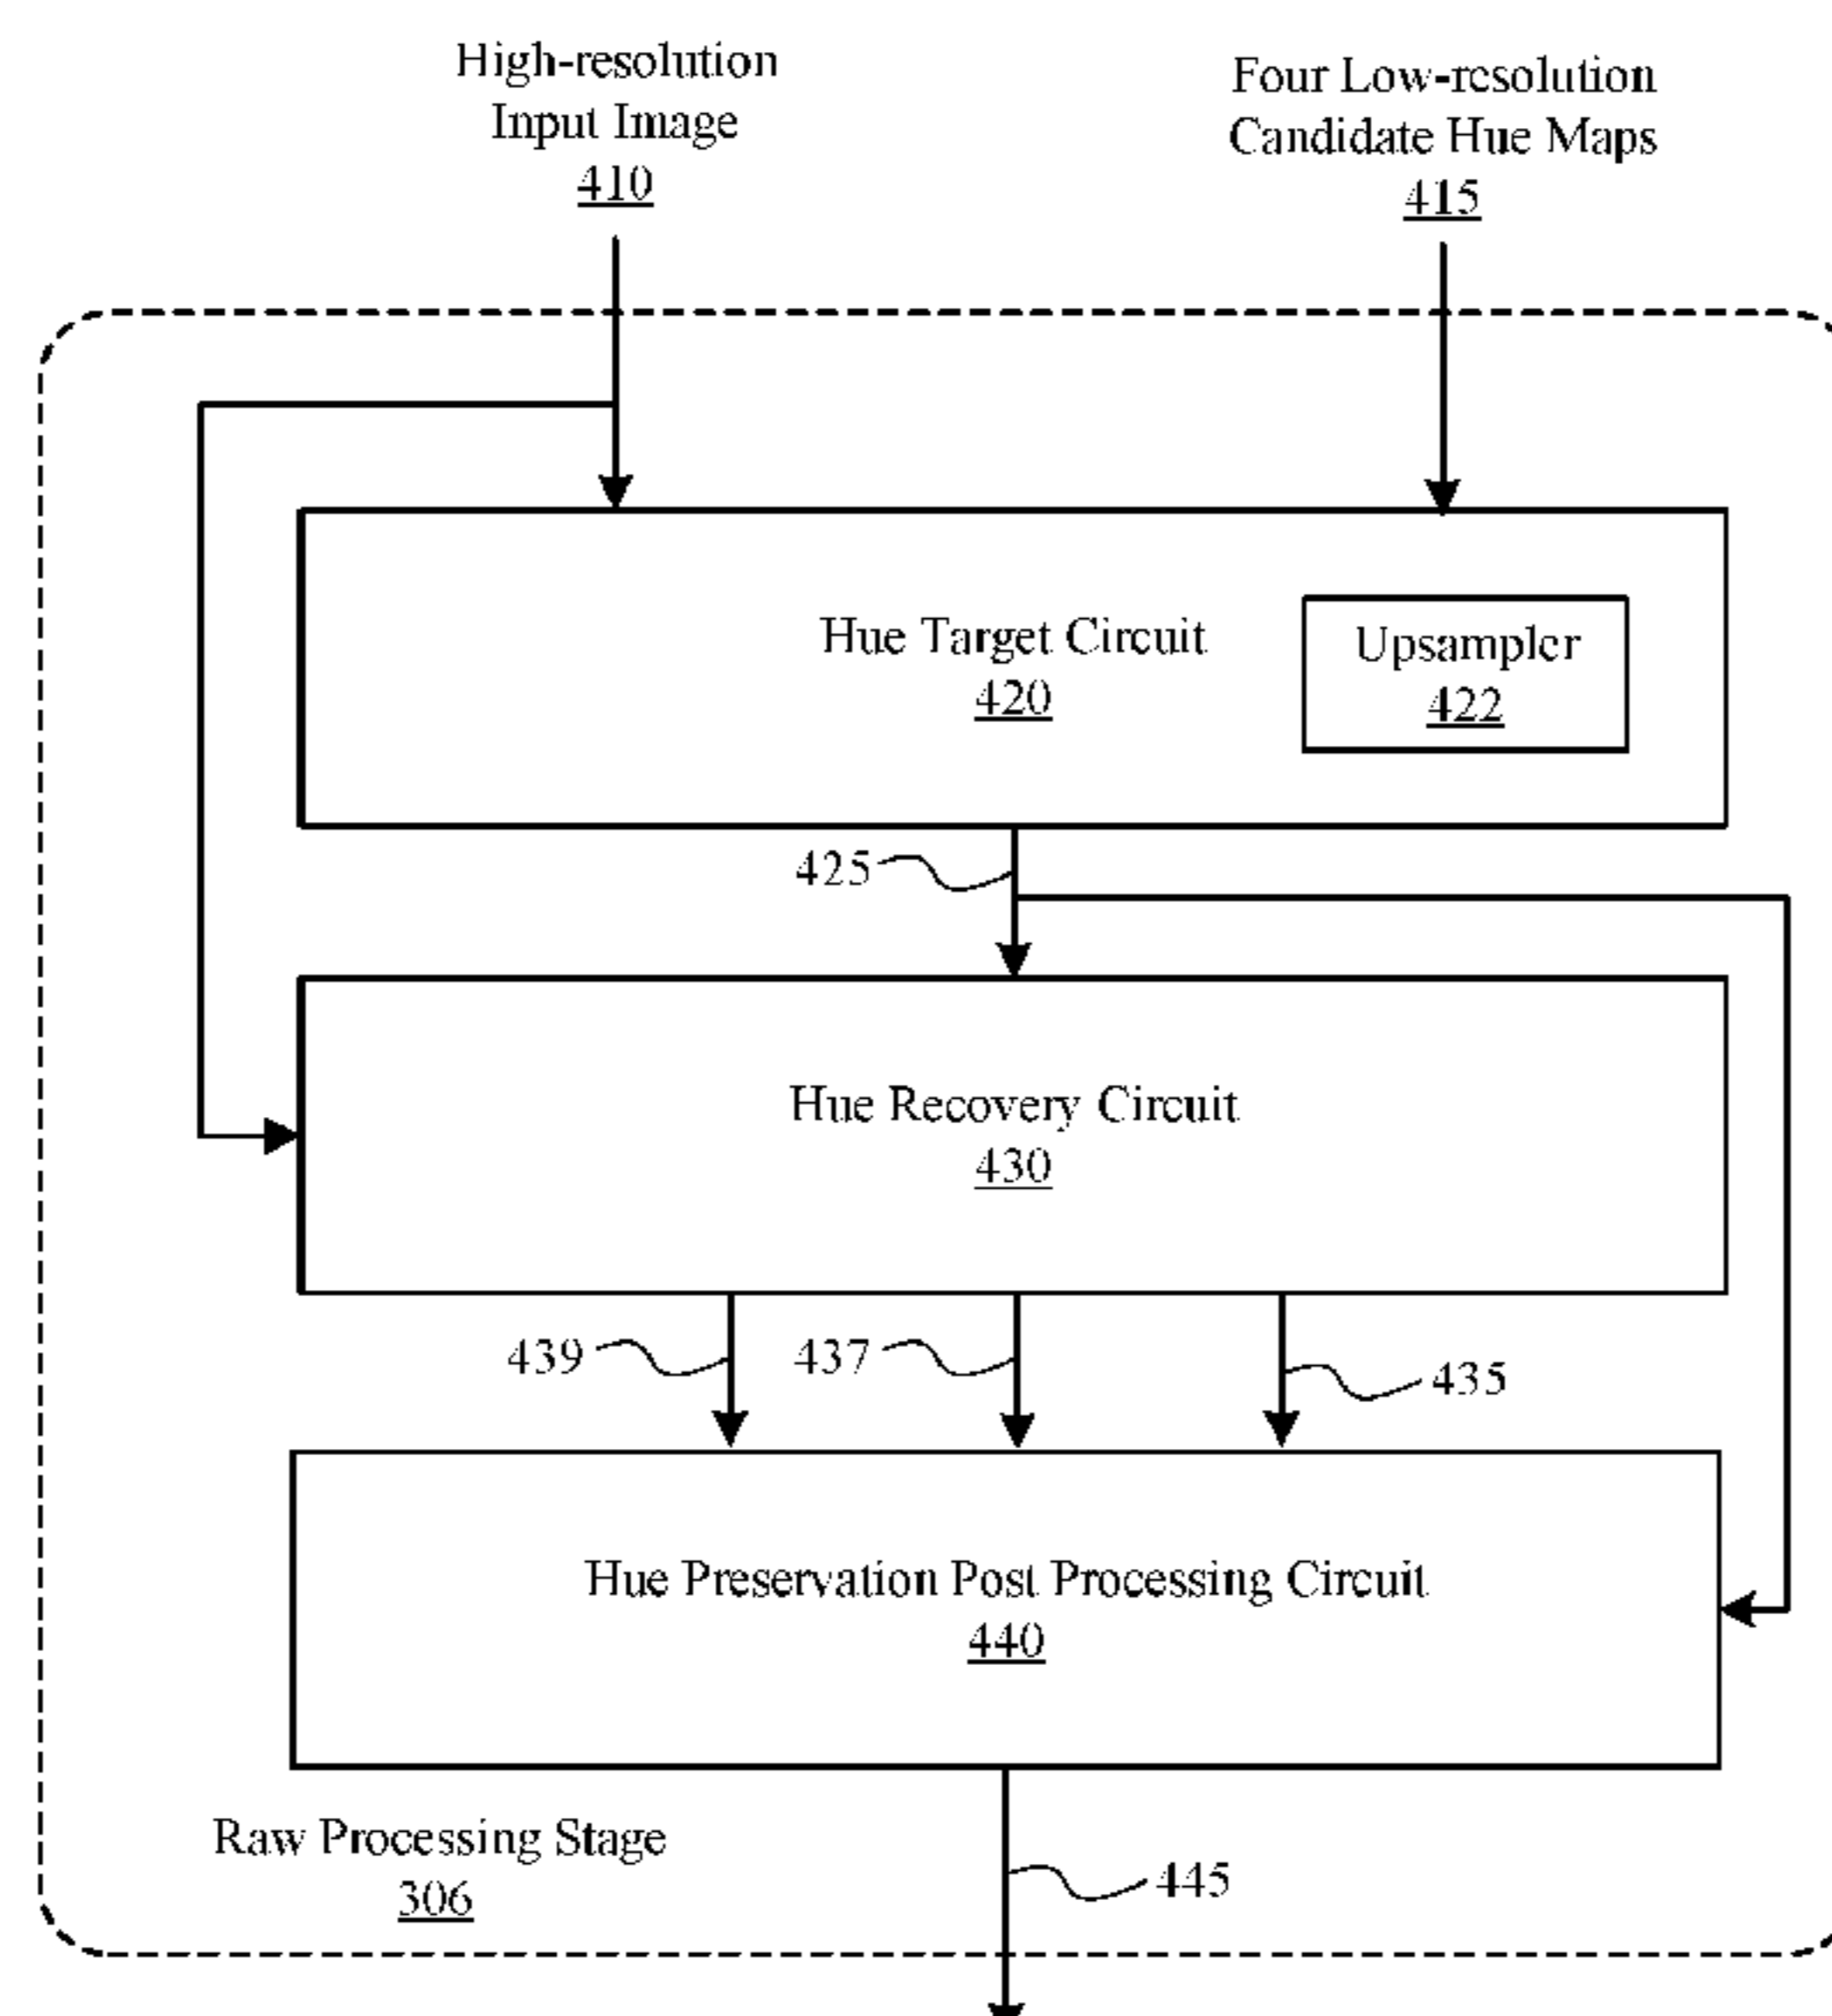 High-resolution
Input Image
410
Four Low-resolution
Candidate Hue Maps
415
Hue Target Circuit
420
Upsampler
422
425
Hue Recovery Circuit
430
439
437
435
Hue Preservation Post Processing Circuit
440
Raw Processing Stage
306
445